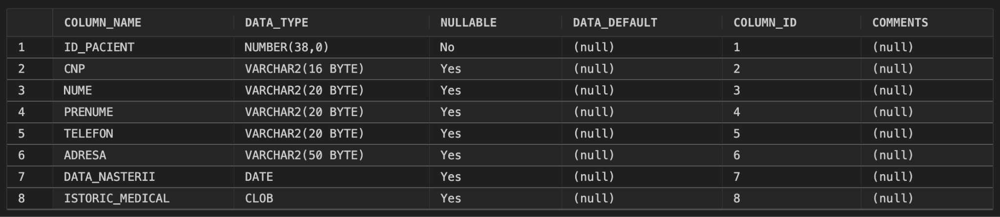 COLUMN_NAME DATA_TYPE NULLABLE DATA_DEFAULT COLUMN_ID COMMENTS
1 ID_PACIENT NUMBER(38,0) No (null) 1 (null)
2 CNP VARCHAR2(16 BYTE) Yes (null) 2 (null)
3 NUME VARCHAR2(20 BYTE) Yes (null) 3 (null)
4 PRENUME VARCHAR2(20 BYTE) Yes (null) 4 (null)
5 TELEFON VARCHAR2(20 BYTE) Yes (null) 5 (null)
6 ADRESA VARCHAR2(50 BYTE) Yes (null) 6 (null)
7 DATA_NASTERII DATE Yes (null) 7 (null)
8 ISTORIC_MEDICAL CLOB Yes (null) 8 (null)